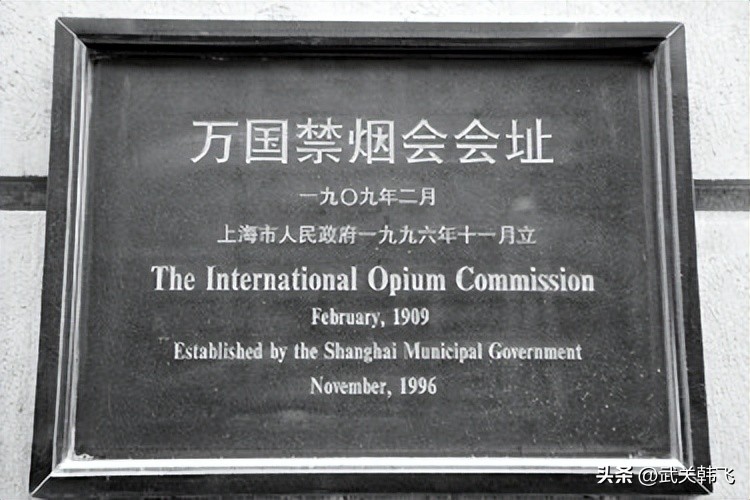 万国禁烟会会址
一九〇九年二月
上海市人民政府一九九六年十一月立
The International Opium Commission
February, 1909
Established by the Shanghai Municipal Government
November, 1996
头条 @武关韩飞